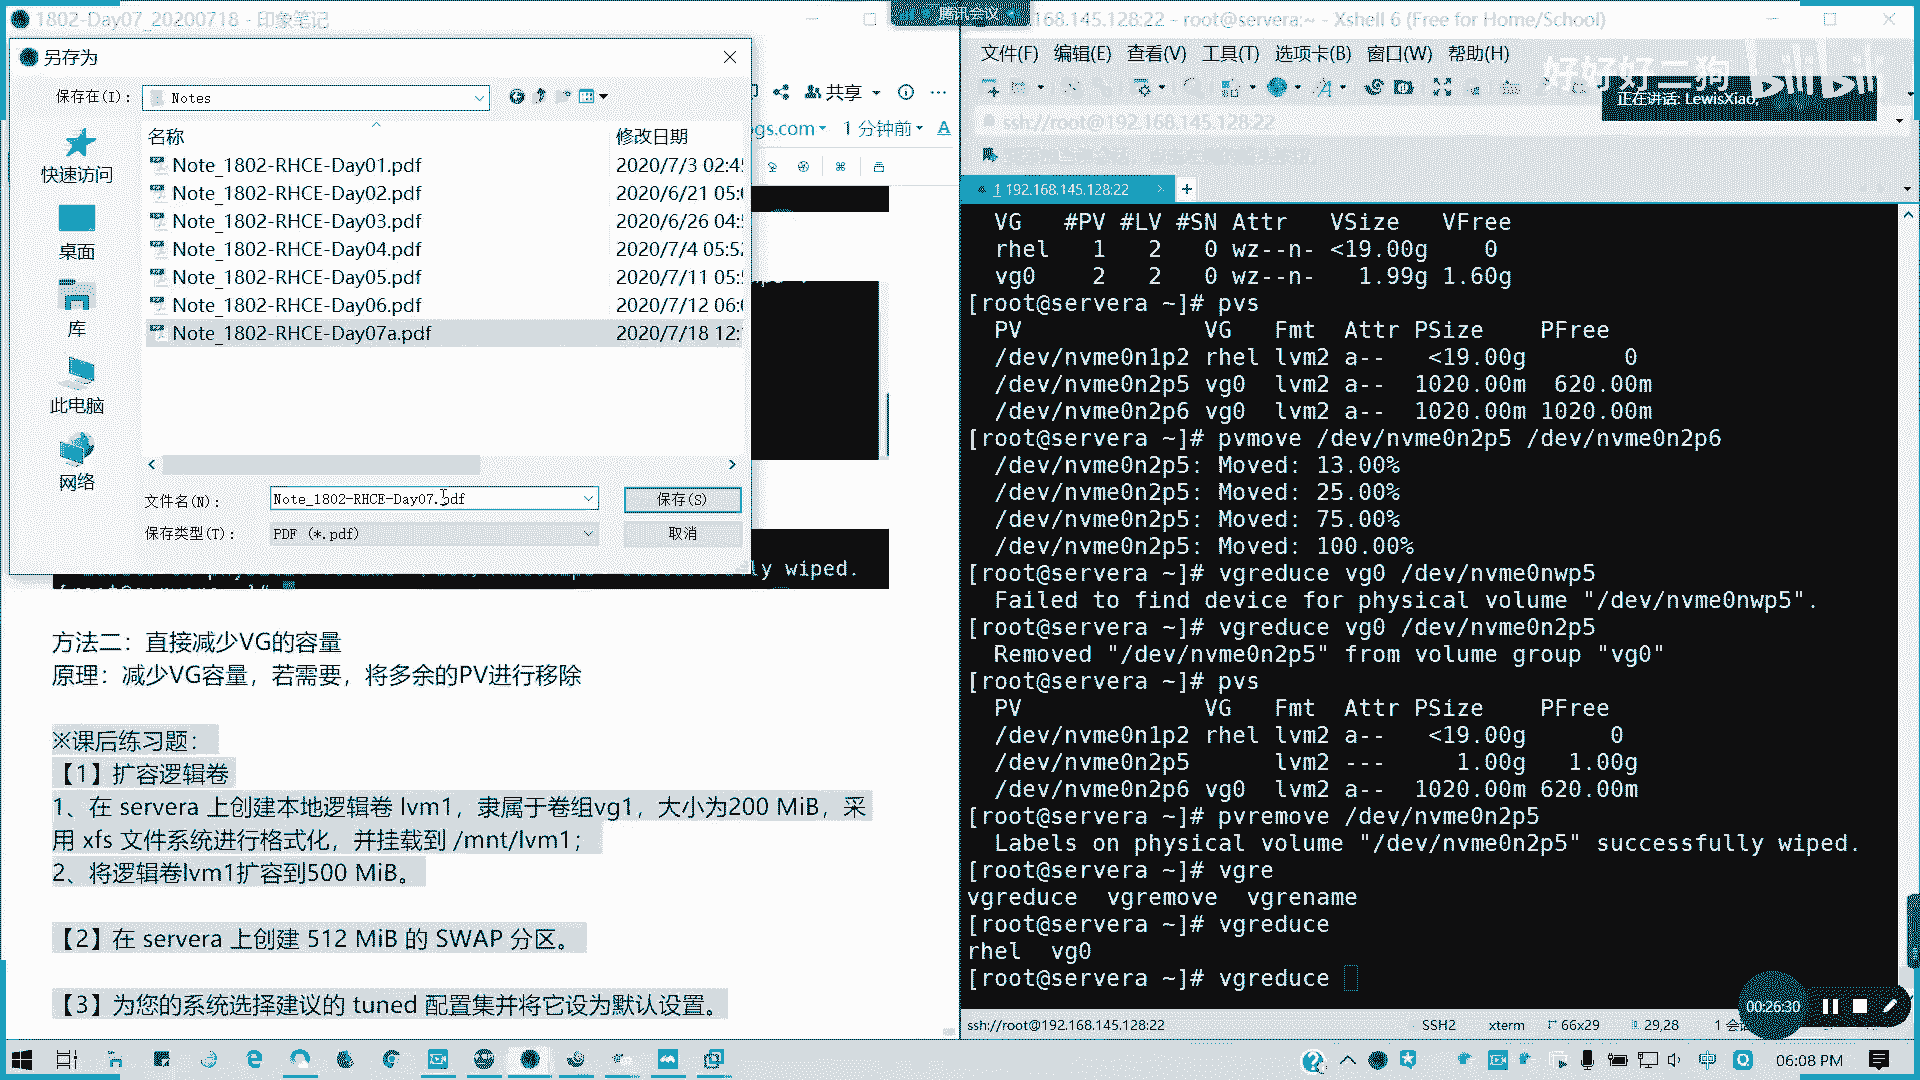 1802-Day07_20200718 - 印象笔记
腾讯会议
.168.145.128:22 - root@servera:~ - Xshell 6 (Free for Home/School)
另存为
保存在(I):
Notes
快速访问
桌面
库
此电脑
网络
名称
修改日期
Note_1802-RHCE-Day01.pdf 2020/7/3 02:4
Note_1802-RHCE-Day02.pdf 2020/6/21 05:
Note_1802-RHCE-Day03.pdf 2020/6/26 04:
Note_1802-RHCE-Day04.pdf 2020/7/4 05:5
Note_1802-RHCE-Day05.pdf 2020/7/11 05:
Note_1802-RHCE-Day06.pdf 2020/7/12 06:
Note_1802-RHCE-Day07a.pdf 2020/7/18 12:
文件名(N):
Note_1802-RHCE-Day07.pdf
保存(S)
保存类型(T):
PDF (*.pdf)
取消
共享
gs.com
1 分钟前
ly wiped.
方法二：直接减少VG的容量
原理：减少VG容量，若需要，将多余的PV进行移除
※课后练习题：
【1】扩容逻辑卷
1、在 servera 上创建本地逻辑卷 lvm1，隶属于卷组vg1，大小为200 MiB，采
用 xfs 文件系统进行格式化，并挂载到 /mnt/lvm1；
2、将逻辑卷lvm1扩容到500 MiB。
【2】在 servera 上创建 512 MiB 的 SWAP 分区。
【3】为您的系统选择建议的 tuned 配置集并将它设为默认设置。
文件(F) 编辑(E) 查看(V) 工具(T) 选项卡(B) 窗口(W) 帮助(H)
好好好二狗 bilibili
正在讲话: LewisXiao;
ssh://root@192.168.145.128:22
1 192.168.145.128:22
VG #PV #LV #SN Attr VSize VFree
rhel 1 2 0 wz--n- <19.00g 0
vg0 2 2 0 wz--n- 1.99g 1.60g
[root@servera ~]# pvs
PV VG Fmt Attr PSize PFree
/dev/nvme0n1p2 rhel lvm2 a-- <19.00g 0
/dev/nvme0n2p5 vg0 lvm2 a-- 1020.00m 620.00m
/dev/nvme0n2p6 vg0 lvm2 a-- 1020.00m 1020.00m
[root@servera ~]# pvmove /dev/nvme0n2p5 /dev/nvme0n2p6
/dev/nvme0n2p5: Moved: 13.00%
/dev/nvme0n2p5: Moved: 25.00%
/dev/nvme0n2p5: Moved: 75.00%
/dev/nvme0n2p5: Moved: 100.00%
[root@servera ~]# vgreduce vg0 /dev/nvme0nwp5
Failed to find device for physical volume "/dev/nvme0nwp5".
[root@servera ~]# vgreduce vg0 /dev/nvme0n2p5
Removed "/dev/nvme0n2p5" from volume group "vg0"
[root@servera ~]# pvs
PV VG Fmt Attr PSize PFree
/dev/nvme0n1p2 rhel lvm2 a-- <19.00g 0
/dev/nvme0n2p5 lvm2 --- 1.00g 1.00g
/dev/nvme0n2p6 vg0 lvm2 a-- 1020.00m 620.00m
[root@servera ~]# pvremove /dev/nvme0n2p5
Labels on physical volume "/dev/nvme0n2p5" successfully wiped.
[root@servera ~]# vgre
vgreduce vgremove vgrename
[root@servera ~]# vgreduce
rhel vg0
[root@servera ~]# vgreduce
00:26:30
ssh://root@192.168.145.128:22
SSH2
xterm
66x29
29,28
1 会
中
06:08 PM